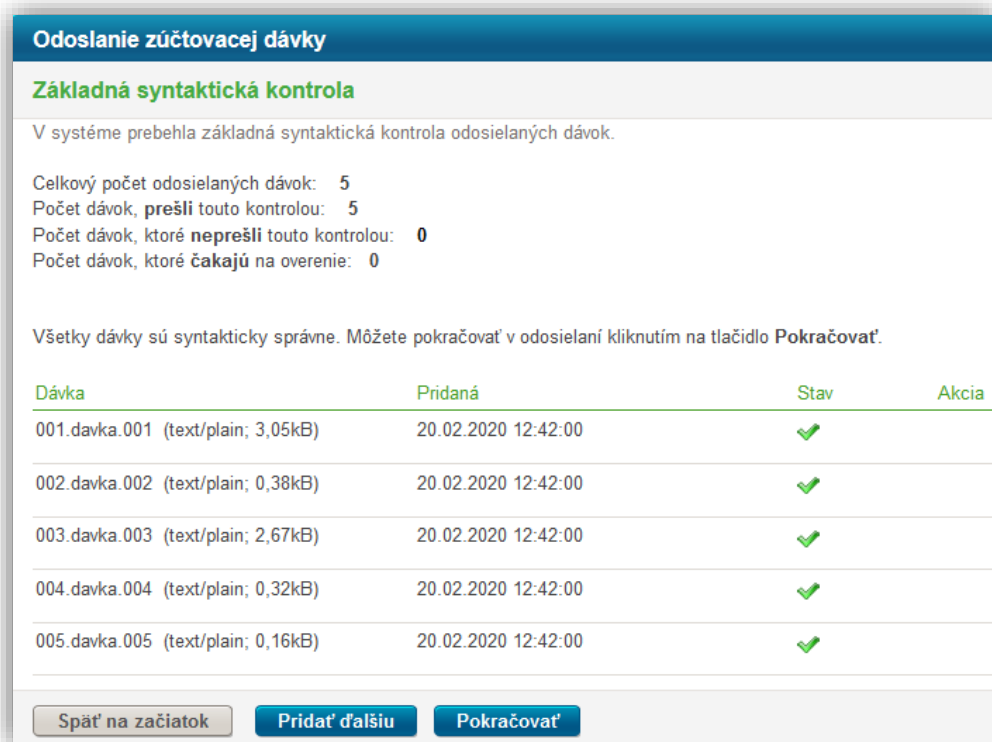 Odoslanie zúčtovacej dávky
Základná syntaktická kontrola
V systéme prebehla základná syntaktická kontrola odosielaných dávok.
Celkový počet odosielaných dávok: 5
Počet dávok, prešli touto kontrolou: 5
Počet dávok, ktoré neprešli touto kontrolou: 0
Počet dávok, ktoré čakajú na overenie: 0
Všetky dávky sú syntakticky správne. Môžete pokračovať v odosielaní kliknutím na tlačidlo Pokračovať.
Dávka Pridaná Stav Akcia
001.davka.001 (text/plain; 3,05kB) 20.02.2020 12:42:00
002.davka.002 (text/plain; 0,38kB) 20.02.2020 12:42:00
003.davka.003 (text/plain; 2,67kB) 20.02.2020 12:42:00
004.davka.004 (text/plain; 0,32kB) 20.02.2020 12:42:00
005.davka.005 (text/plain; 0,16kB) 20.02.2020 12:42:00
Späť na začiatok Pridať ďalšiu Pokračovať